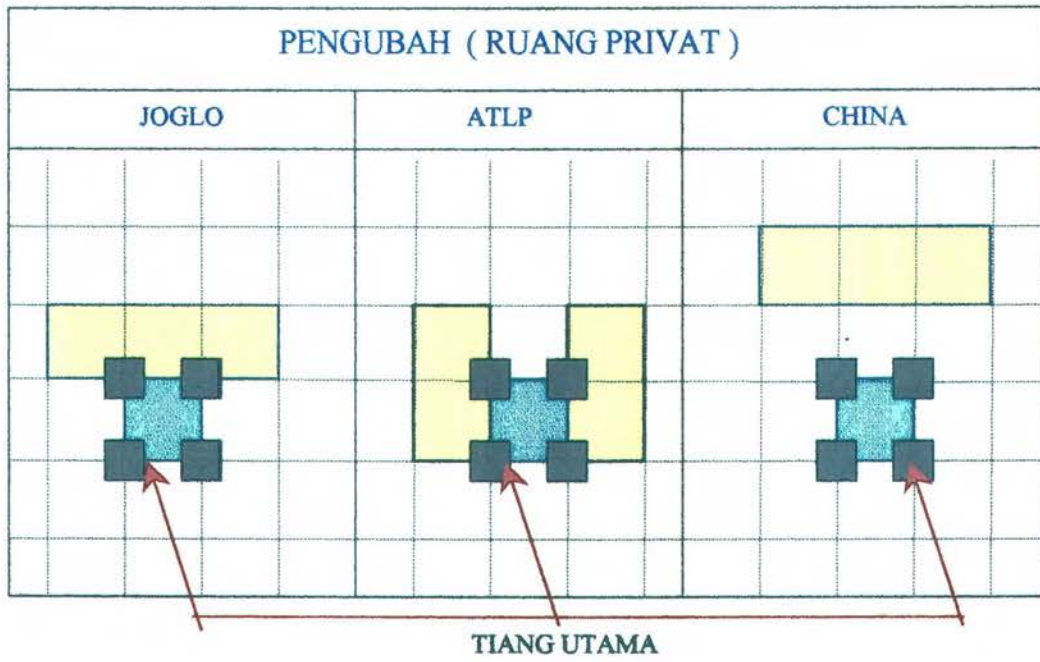 PENGUBAH ( RUANG PRIVAT )
JOGLO
ATLP
CHINA
TIANG UTAMA